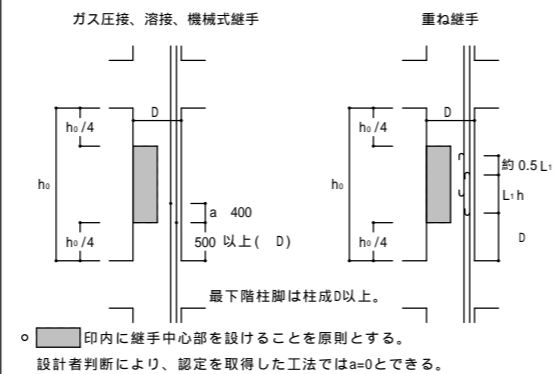 ガス圧接、溶接、機械式継手
重ね継手
D
h₀/4
h₀
h₀/4
a 400
500 以上( D)
D
h₀/4
h₀
h₀/4
約 0.5L₁
L₁h
D
最下階柱脚は柱成D以上。
印内に継手中心部を設けることを原則とする。
設計者判断により、認定を取得した工法ではa=0とできる。